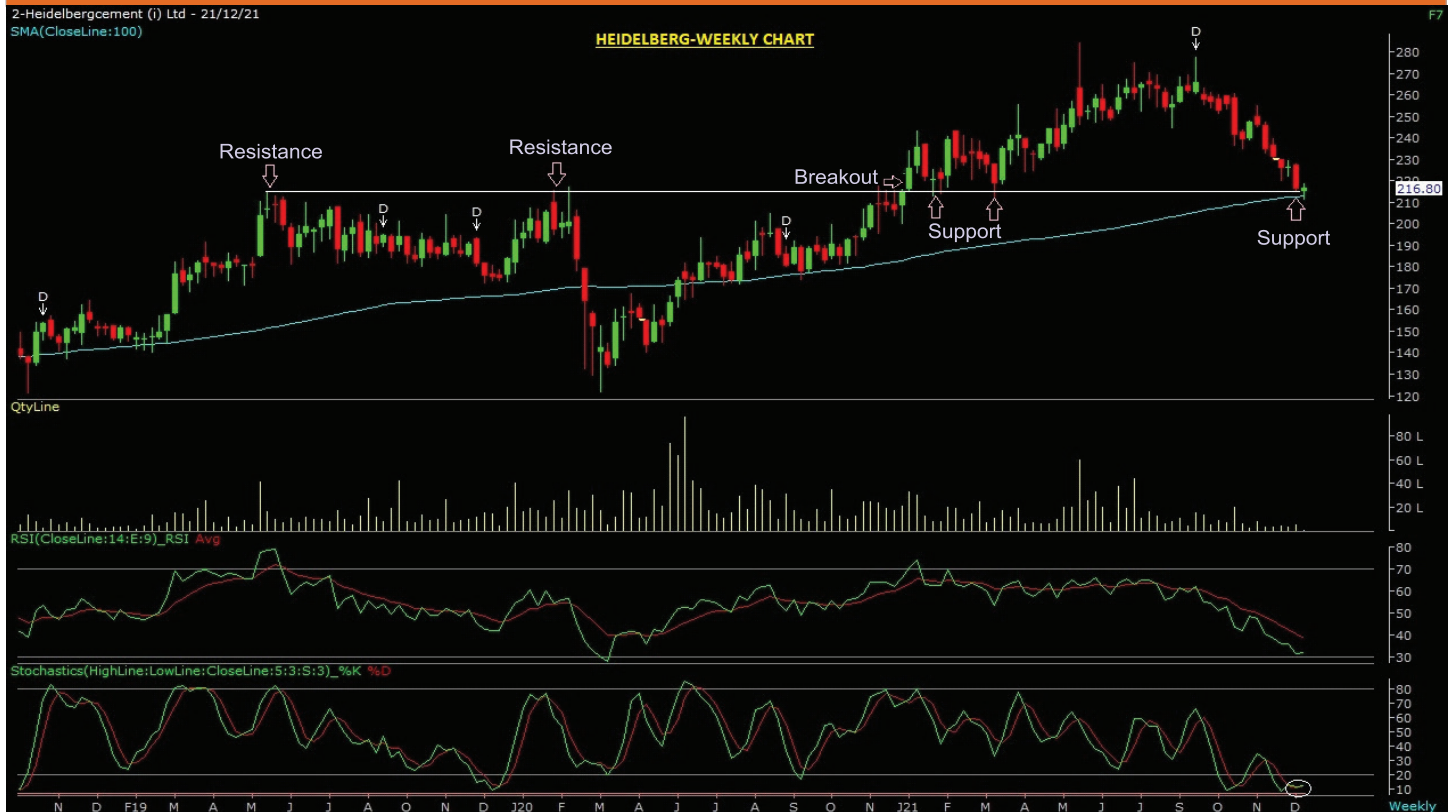 2-Heidelbergcement (i) Ltd - 21/12/21
F7
SMA(CloseLine:100)
HEIDELBERG-WEEKLY CHART
D
280
270
260
250
240
Resistance
Resistance
230
Breakout
220
216.80
D
D
D
210
Support
Support
200
190
180
170
D
160
150
140
130
120
QtyLine
80 L
60 L
40 L
20 L
RSI(CloseLine:14:E:9)_RSI Avg
80
70
60
50
40
30
Stochastics(HighLine:LowLine:CloseLine:5:3:S:3)_%K %D
80
70
60
50
40
30
20
10
N D F19 M A M J J A O N D J20 F M A M J J A S O N J21 F M A M J J A S O N D Weekly